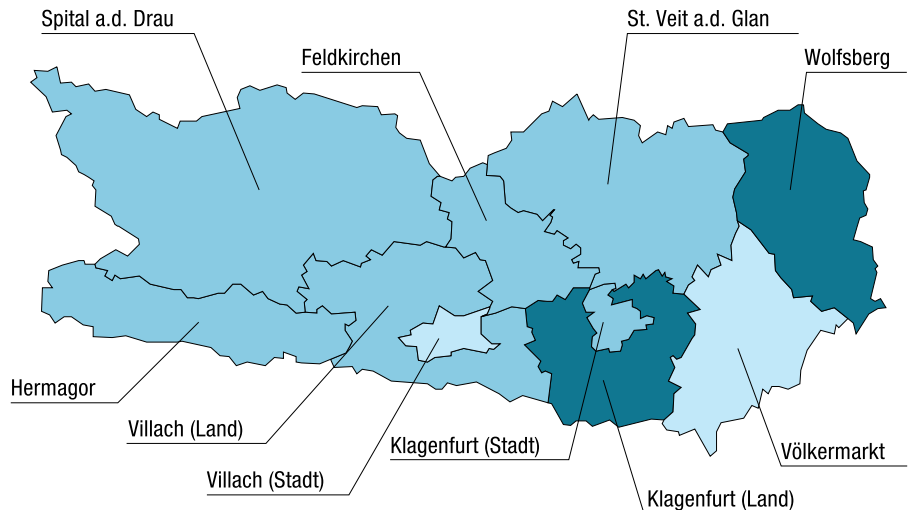 Spital a.d. Drau
St. Veit a.d. Glan
Feldkirchen
Wolfsberg
Hermagor
Villach (Land)
Klagenfurt (Stadt)
Völkermarkt
Villach (Stadt)
Klagenfurt (Land)